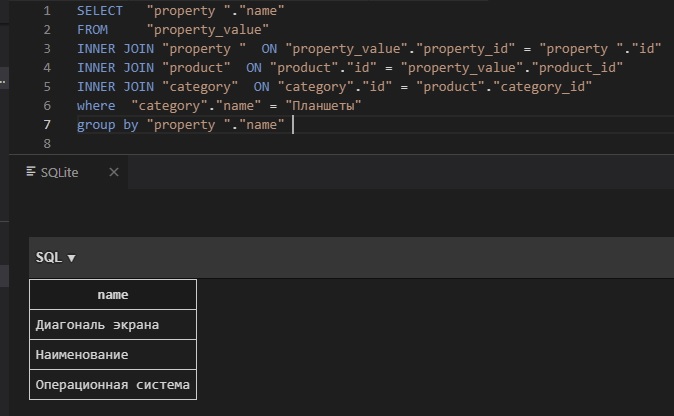 1 SELECT "property "."name"
2 FROM "property_value"
3 INNER JOIN "property " ON "property_value"."property_id" = "property "."id"
4 INNER JOIN "product" ON "product"."id" = "property_value"."product_id"
5 INNER JOIN "category" ON "category"."id" = "product"."category_id"
6 where "category"."name" = "Планшеты"
7 group by "property "."name"
8
SQLite
SQL
name
Диагональ экрана
Наименование
Операционная система